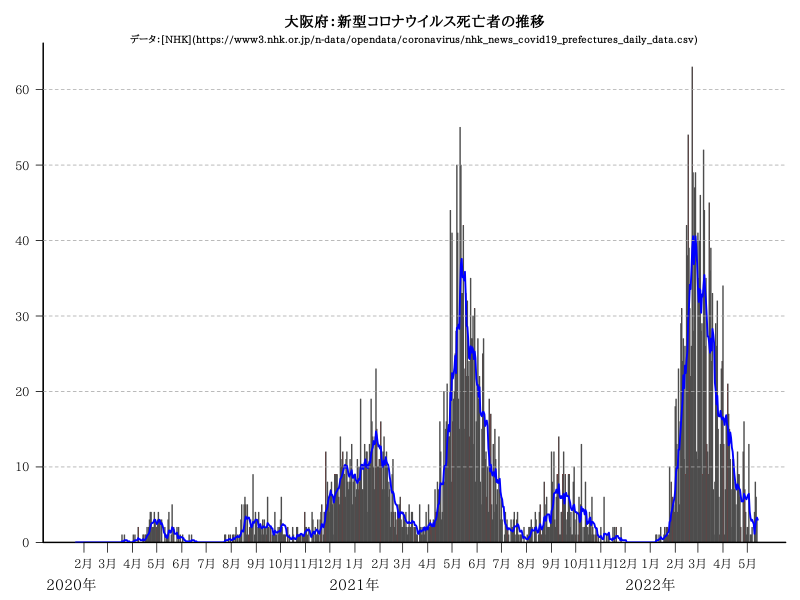 大阪府：新型コロナウイルス死亡者の推移
データ：[NHK](https://www3.nhk.or.jp/n-data/opendata/coronavirus/nhk_news_covid19_prefectures_daily_data.csv)
60
50
40
30
20
10
0
2月 3月 4月 5月 6月 7月 8月 9月 10月 11月 12月 1月 2月 3月 4月 5月 6月 7月 8月 9月 10月 11月 12月 1月 2月 3月 4月 5月
2020年 2021年 2022年